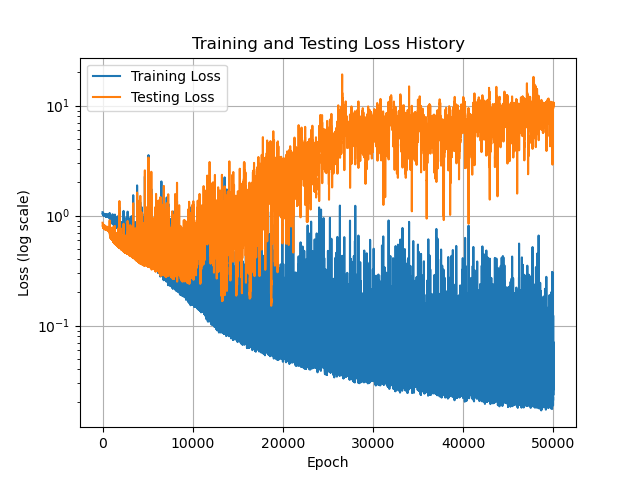 Training and Testing Loss History
Training Loss
Testing Loss
Loss (log scale)
10¹
10⁰
10⁻¹
0 10000 20000 30000 40000 50000
Epoch